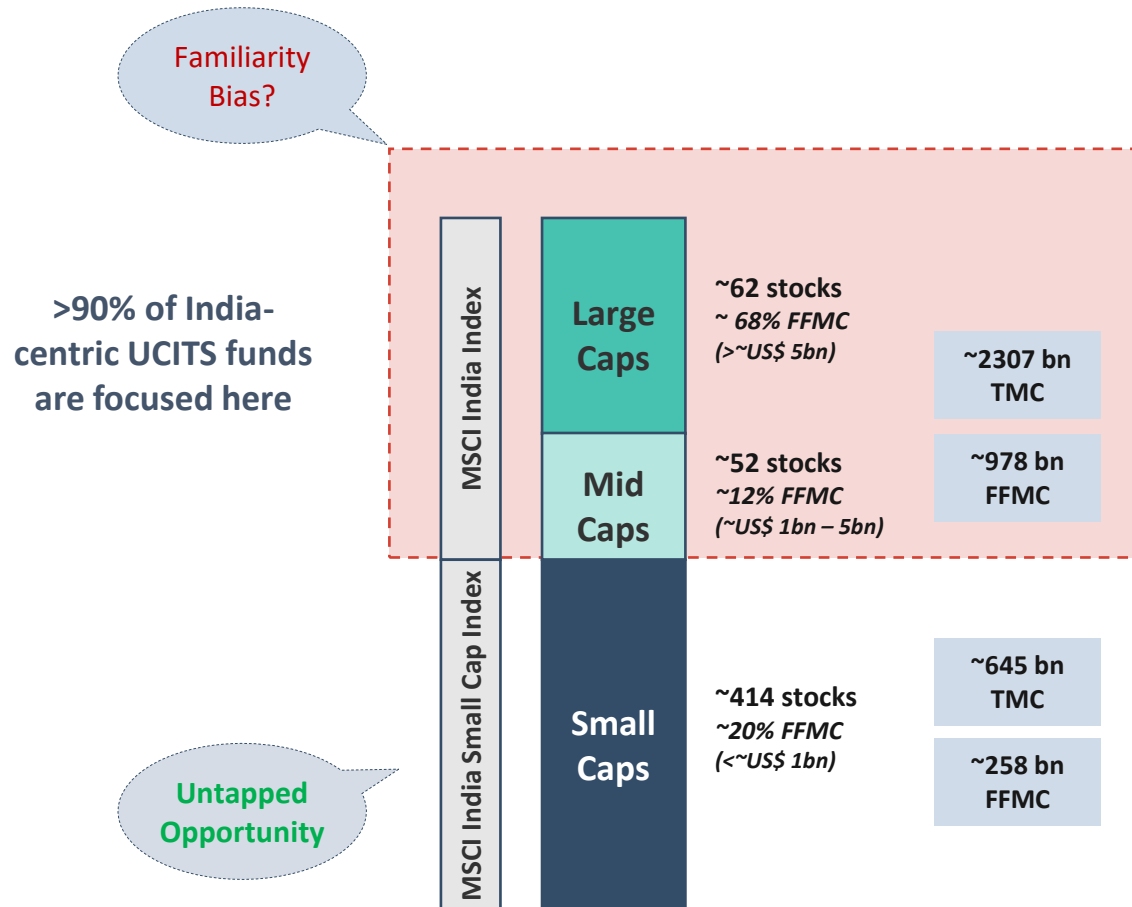 Familiarity
Bias?
>90% of India-
centric UCITS funds
are focused here
MSCI India Index
Large
Caps
~62 stocks
~ 68% FFMC
(>~US$ 5bn)
~2307 bn
TMC
Mid
Caps
~52 stocks
~12% FFMC
(~US$ 1bn – 5bn)
~978 bn
FFMC
MSCI India Small Cap Index
Small
Caps
~414 stocks
~20% FFMC
(<~US$ 1bn)
~645 bn
TMC
~258 bn
FFMC
Untapped
Opportunity